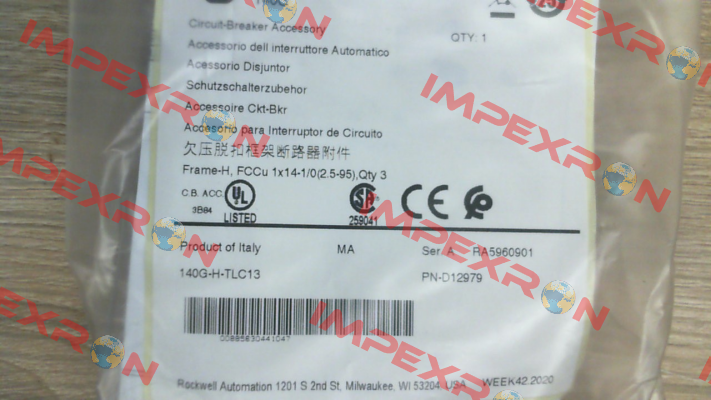 IMPEXRON
Circuit-Breaker Accessory
QTY: 1
Accessorio dell interruttore Automatico
Acessorio Disjuntor
Schutzschalterzubehor
Accessoire Ckt-Bkr
Accesorio para Interruptor de Circuito
欠压脱扣框架断路器附件
Frame-H, FCCu 1x14-1/0(2.5-95),Qty 3
C.B. ACC.
3B84
UL
LISTED
SA
259041
CE
Product of Italy
MA
Ser. A
RA5960901
140G-H-TLC13
PN-D12979
00885630441047
Rockwell Automation 1201 S 2nd St, Milwaukee, WI 53204 USA
WEEK42.2020